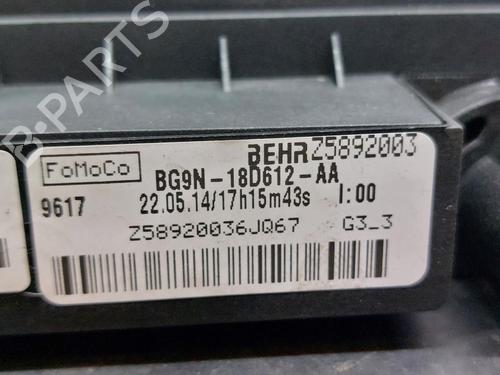 BEHR Z5892003
FoMoCo
BG9N-18D612-AA
9617 22.05.14/17h15m43s I:00
Z58920036JQ67 G3_3
B-PARTS